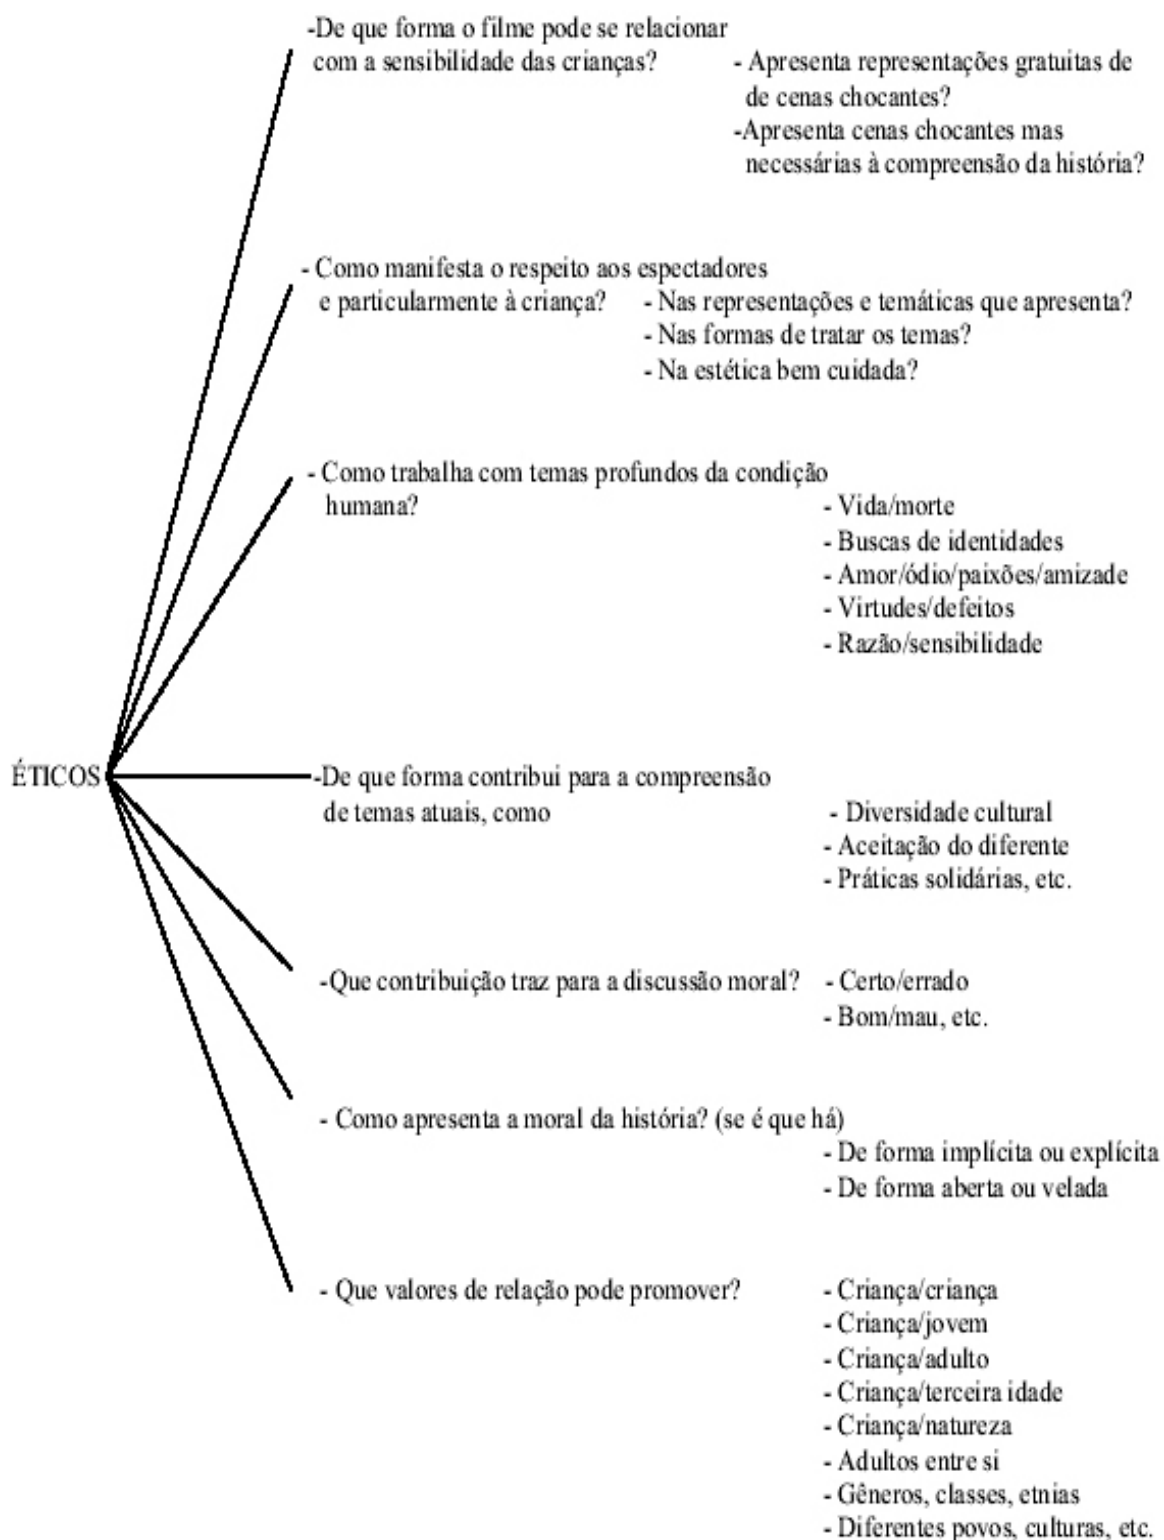 -De que forma o filme pode se relacionar
com a sensibilidade das crianças?
- Apresenta representações gratuitas de
de cenas chocantes?
-Apresenta cenas chocantes mas
necessárias à compreensão da história?
- Como manifesta o respeito aos espectadores
e particularmente à criança?
- Nas representações e temáticas que apresenta?
- Nas formas de tratar os temas?
- Na estética bem cuidada?
- Como trabalha com temas profundos da condição
humana?
- Vida/morte
- Buscas de identidades
- Amor/ódio/paixões/amizade
- Virtudes/defeitos
- Razão/sensibilidade
ÉTICOS
-De que forma contribui para a compreensão
de temas atuais, como
- Diversidade cultural
- Aceitação do diferente
- Práticas solidárias, etc.
-Que contribuição traz para a discussão moral?
- Certo/errado
- Bom/mau, etc.
- Como apresenta a moral da história? (se é que há)
- De forma implícita ou explícita
- De forma aberta ou velada
- Que valores de relação pode promover?
- Criança/criança
- Criança/jovem
- Criança/adulto
- Criança/terceira idade
- Criança/natureza
- Adultos entre si
- Gêneros, classes, etnias
- Diferentes povos, culturas, etc.